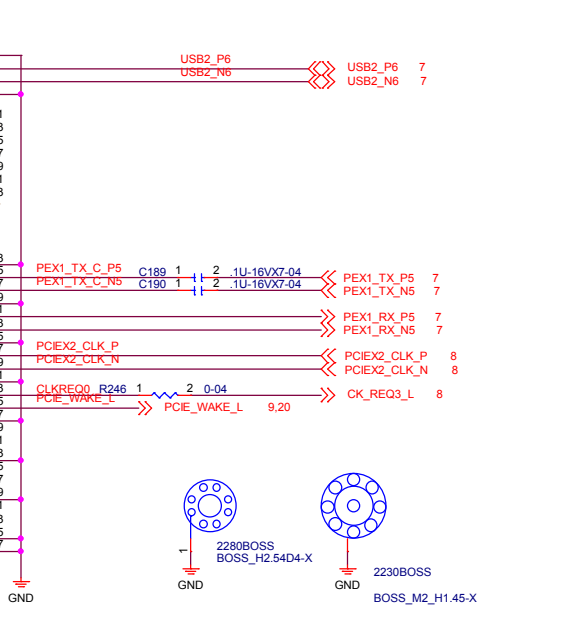 USB2_P6
USB2_P6 7
USB2_N6
USB2_N6 7
PEX1_TX_C_P5 C189 1 2 .1U-16VX7-04
PEX1_TX_P5 7
PEX1_TX_C_N5 C190 1 2 .1U-16VX7-04
PEX1_TX_N5 7
PEX1_RX_P5 7
PEX1_RX_N5 7
PCIEX2_CLK_P
PCIEX2_CLK_P 8
PCIEX2_CLK_N
PCIEX2_CLK_N 8
CLKREQ0 R246 1 2 0-04
CK_REQ3_L 8
PCIE_WAKE_L
PCIE_WAKE_L 9,20
1
2280BOSS
BOSS_H2.54D4-X
GND
1
2230BOSS
BOSS_M2_H1.45-X
GND
GND